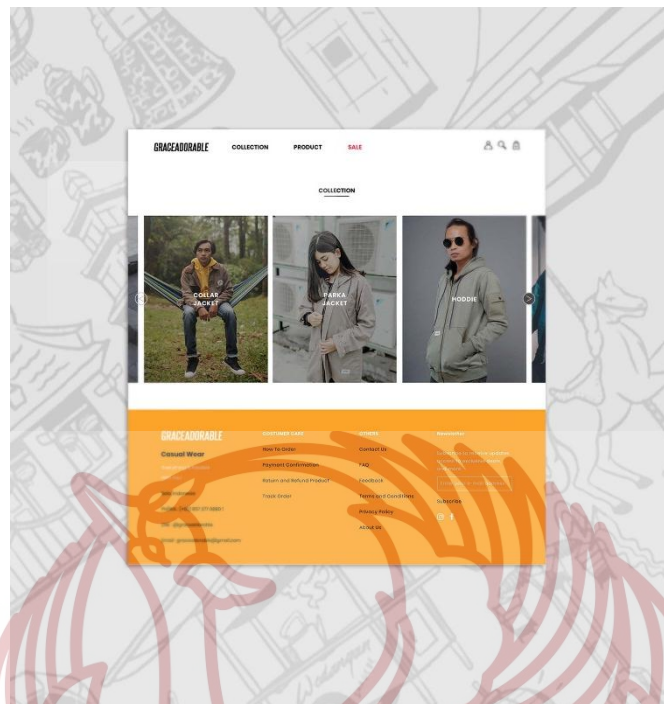 GRACEADORABLE COLLECTION PRODUCT SALE
COLLECTION
COLLAR
JACKET
PARKA
JACKET
HODDIE
GRACEADORABLE
Casual Wear
CUSTOMER CARE
How To Order
Payment Confirmation
Return and Refund Product
Track Order
OTHERS
Contact Us
FAQ
Feedback
Terms and Conditions
Privacy Policy
About Us
Newsletter
Subscribe